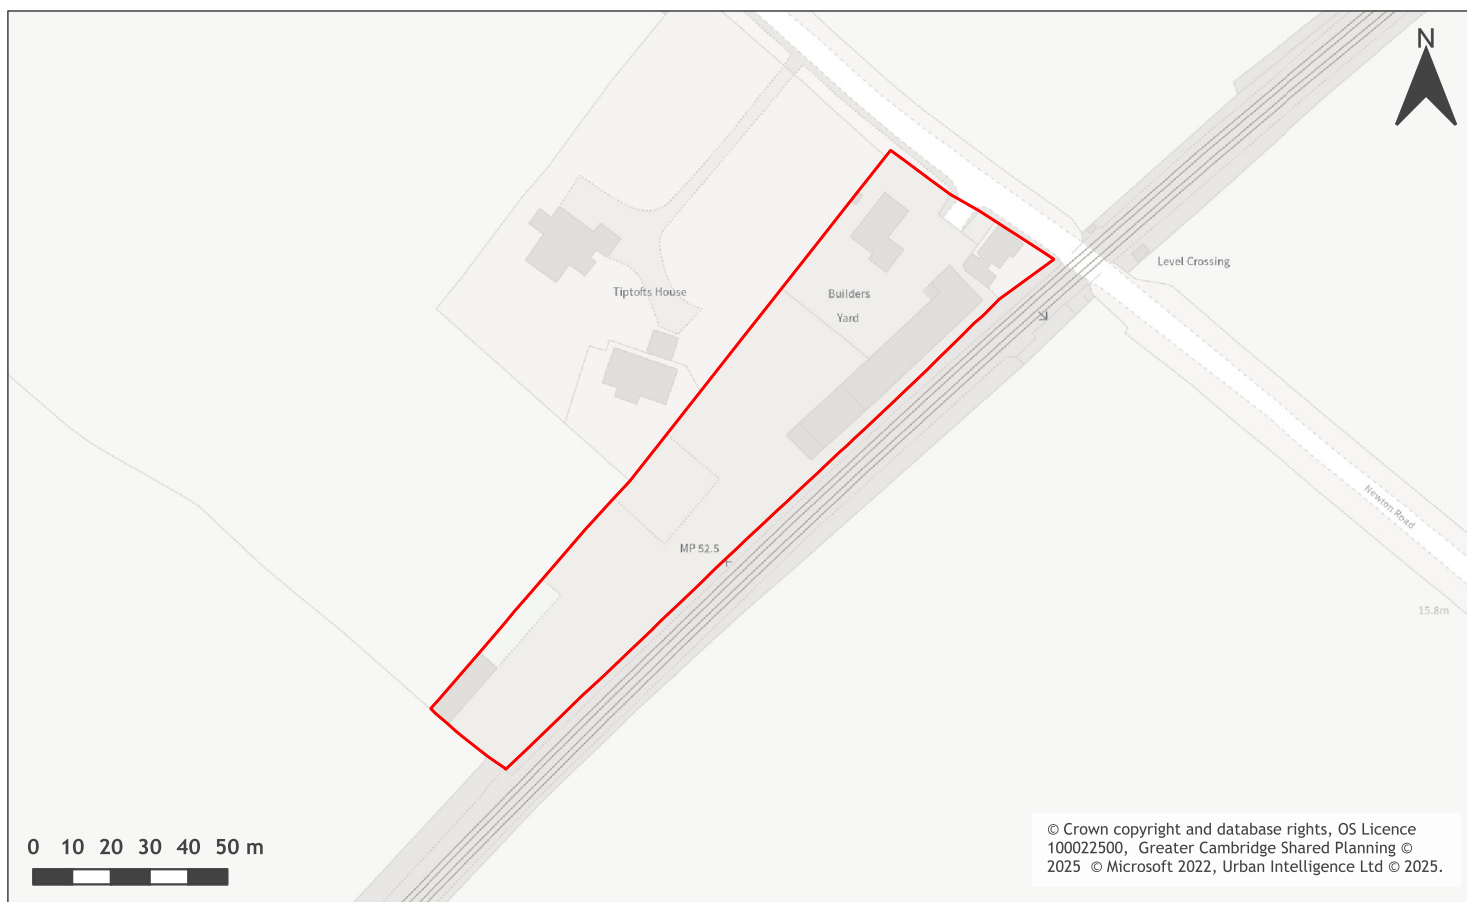 N
Level Crossing
Tiptofts House
Builders
Yard
Newton Road
MP 52.5
15.8m
0 10 20 30 40 50 m
© Crown copyright and database rights, OS Licence
100022500, Greater Cambridge Shared Planning ©
2025 © Microsoft 2022, Urban Intelligence Ltd © 2025.